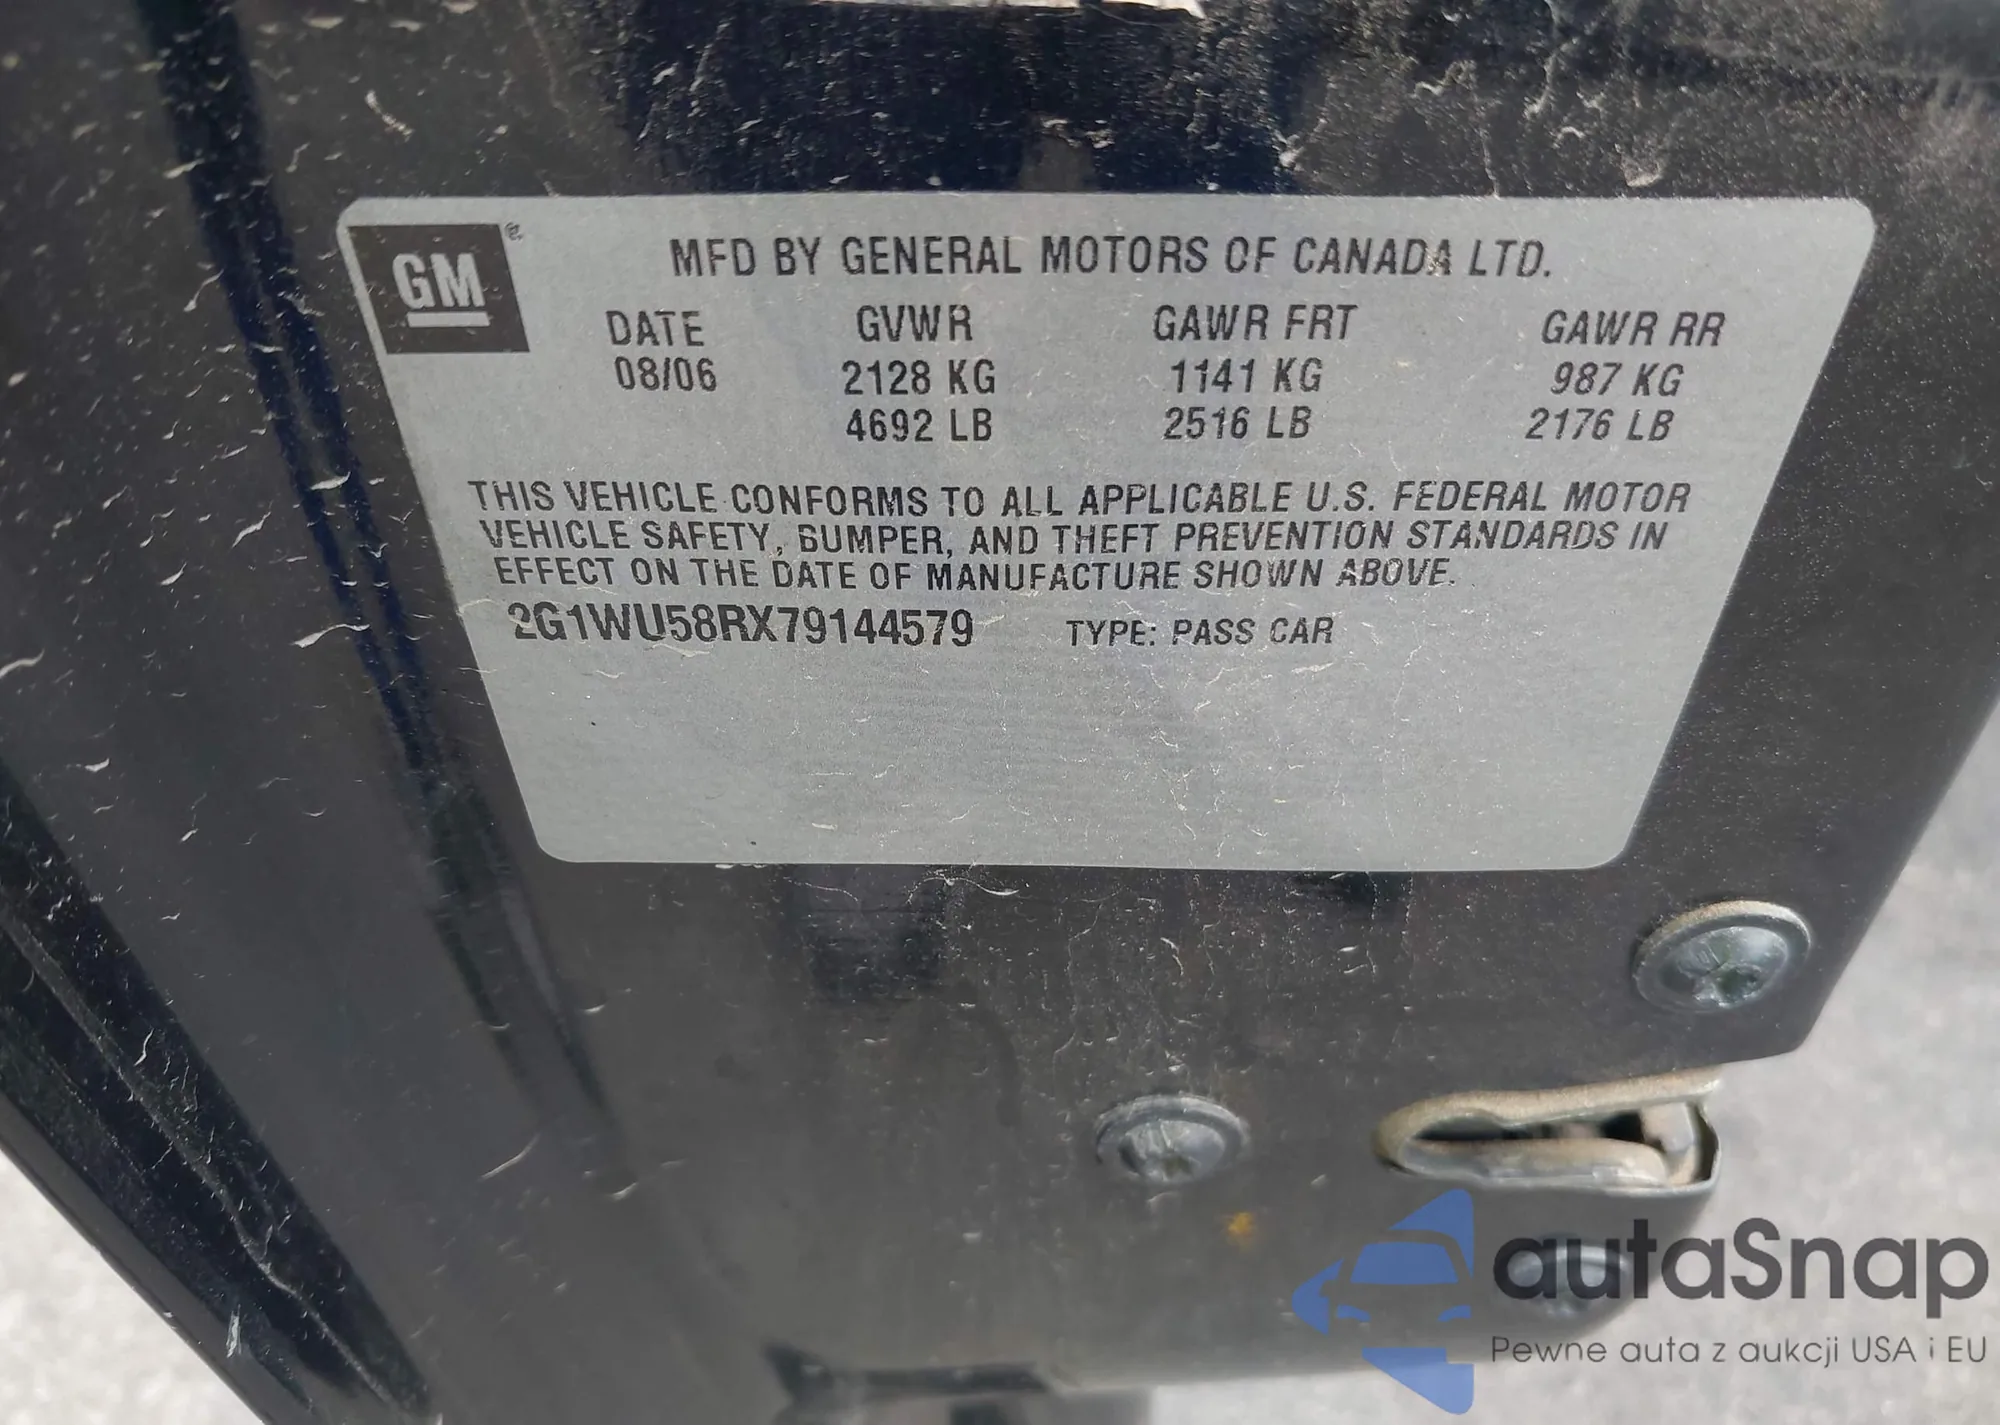 GM
MFD BY GENERAL MOTORS OF CANADA LTD.
DATE GVWR GAWR FRT GAWR RR
08/06 2128 KG 1141 KG 987 KG
4692 LB 2516 LB 2176 LB
THIS VEHICLE CONFORMS TO ALL APPLICABLE U.S. FEDERAL MOTOR
VEHICLE SAFETY, BUMPER, AND THEFT PREVENTION STANDARDS IN
EFFECT ON THE DATE OF MANUFACTURE SHOWN ABOVE.
2G1WU58RX79144579 TYPE: PASS CAR
autaSnap
Pewne auta z aukcji USA i EU